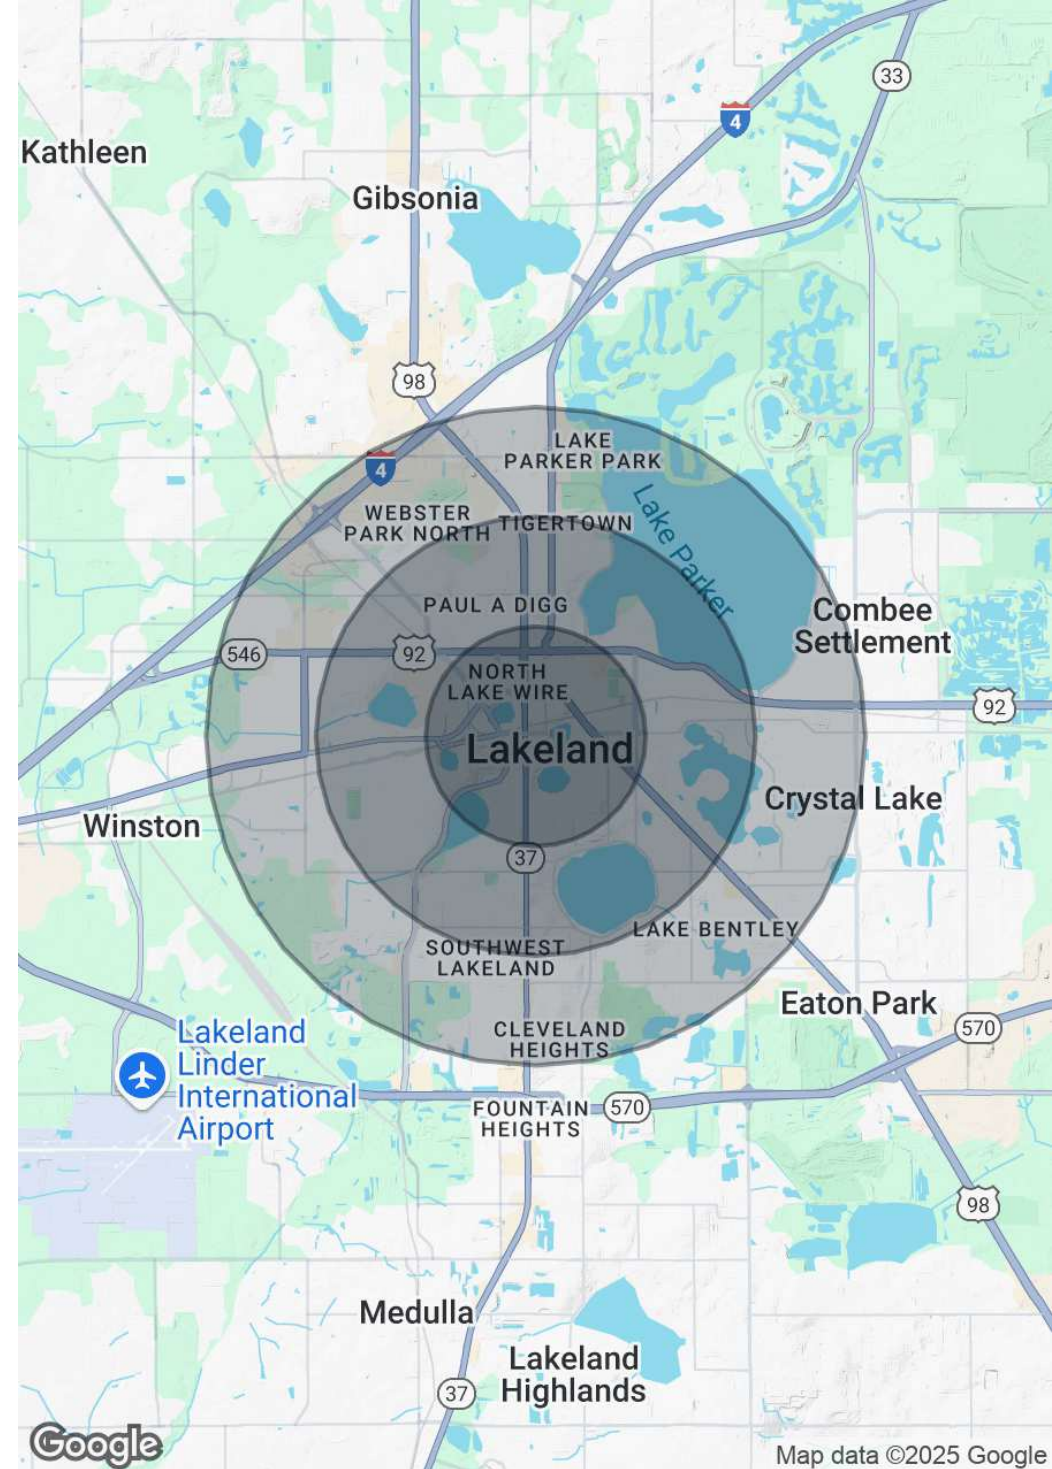 33
4
Kathleen
Gibsonia
98
LAKE
PARKER PARK
4
WEBSTER
PARK NORTH
TIGERTOWN
Lake Parker
PAUL A DIGG
Combee
Settlement
546
92
NORTH
LAKE WIRE
92
Lakeland
Crystal Lake
Winston
37
LAKE BENTLEY
SOUTHWEST
LAKELAND
Eaton Park
CLEVELAND
HEIGHTS
570
Lakeland
Linder
International
Airport
FOUNTAIN
HEIGHTS
570
98
Medulla
Lakeland
Highlands
37
Google
Map data ©2025 Google